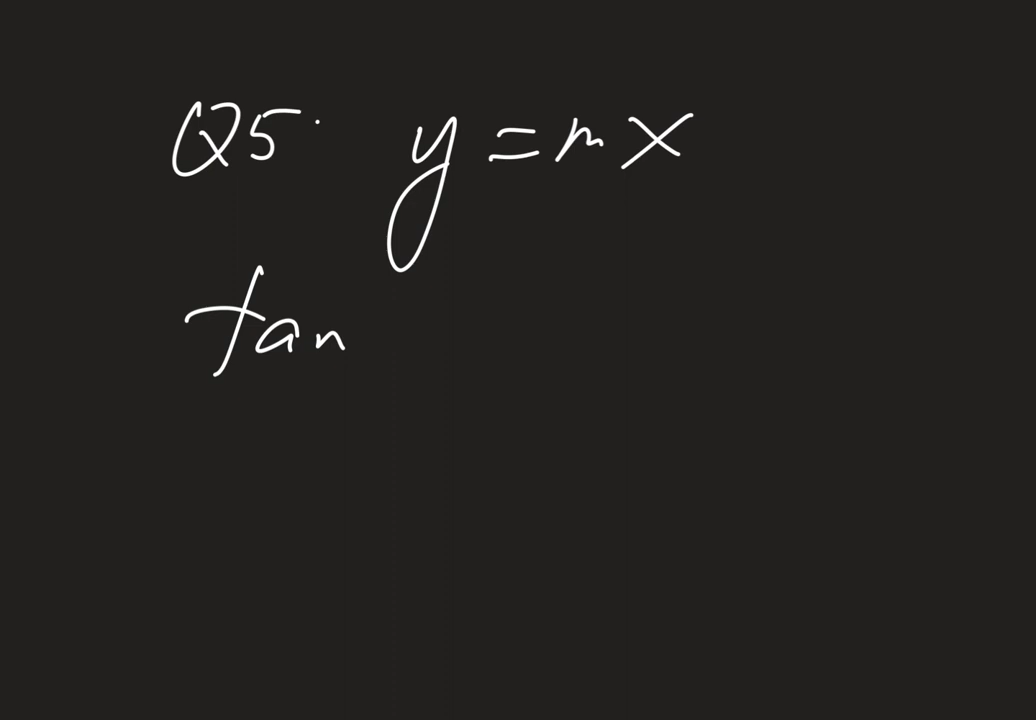 Q5. y = mx
tan